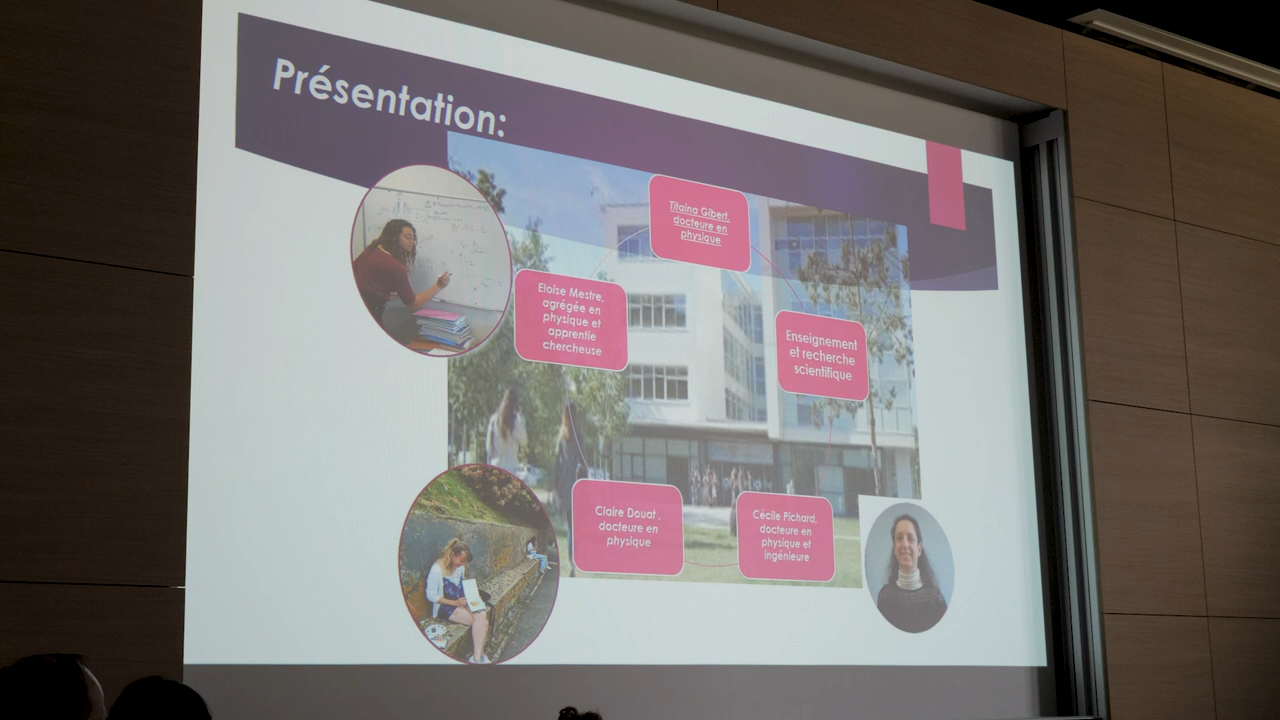 Présentation:
Titaina Gibert,
docteure en
physique
Eloïse Mestre,
agrégée en
physique et
apprentie
chercheuse
Enseignement
et recherche
scientifique
Claire Douat ,
docteure en
physique
Cécile Pichard,
docteure en
physique et
ingénieure